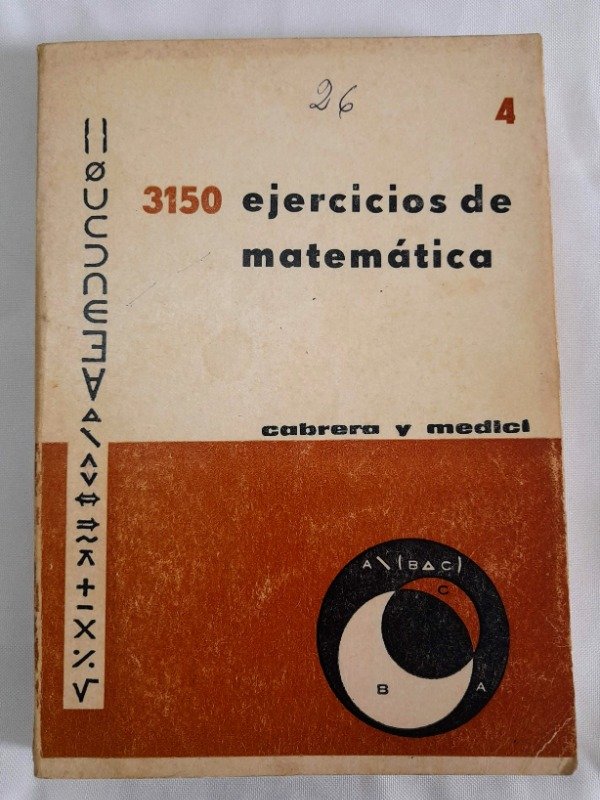 26
4
3150 ejercicios de
matemática
cabrera y medici
A \ (B Δ C)
C
B
A